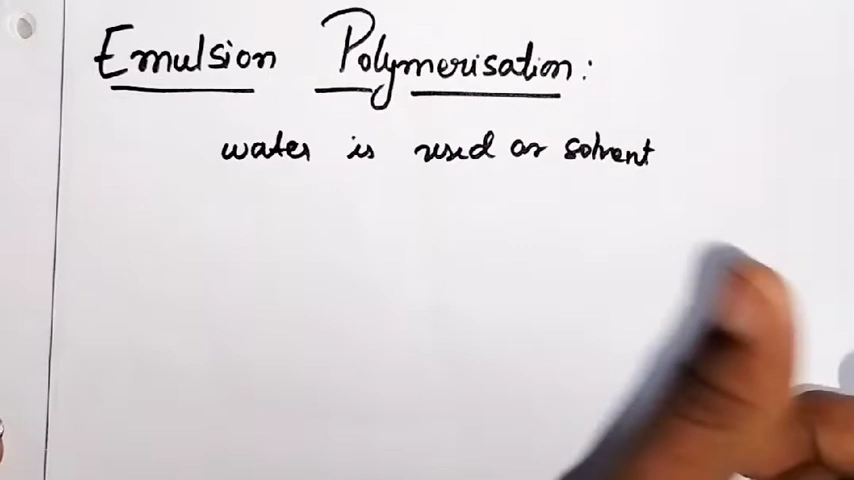 Emulsion Polymerisation:
water is used as solvent